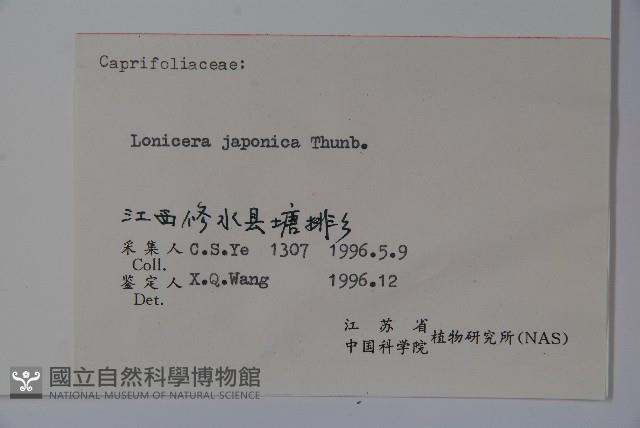 Caprifoliaceae:
Lonicera japonica Thunb.
江西修水县塘排乡
采集人 C.S.Ye 1307 1996.5.9
Coll.
鉴定人 X.Q.Wang 1996.12
Det.
江苏省
中国科学院 植物研究所(NAS)
國立自然科學博物館
NATIONAL MUSEUM OF NATURAL SCIENCE